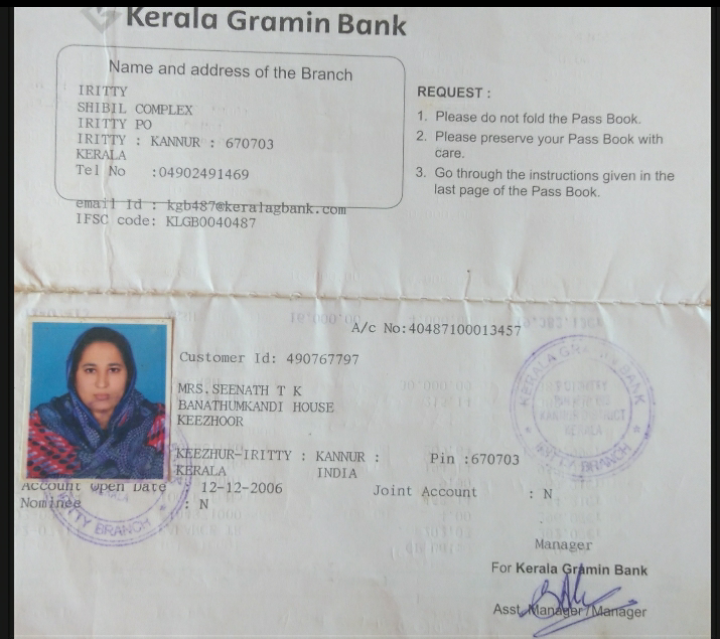 Kerala Gramin Bank
Name and address of the Branch
IRITTY
SHIBIL COMPLEX
IRITTY PO
IRITTY : KANNUR : 670703
KERALA
Tel No :04902491469
email Id : kgb487@keralagbank.com
IFSC code: KLGB0040487
REQUEST :
1. Please do not fold the Pass Book.
2. Please preserve your Pass Book with
care.
3. Go through the instructions given in the
last page of the Pass Book.
A/c No:40487100013457
Customer Id: 490767797
MRS.SEENATH T K
BANATHUMKANDI HOUSE
KEEZHOOR
KEEZHUR-IRITTY : KANNUR : Pin :670703
KERALA INDIA
Account Open Date : 12-12-2006 Joint Account : N
Nominee : N
KERALA GRAMIN BANK
IRITTY BRANCH
ITTY BRANCH
Manager
For Kerala Gramin Bank
Asst. Manager/Manager